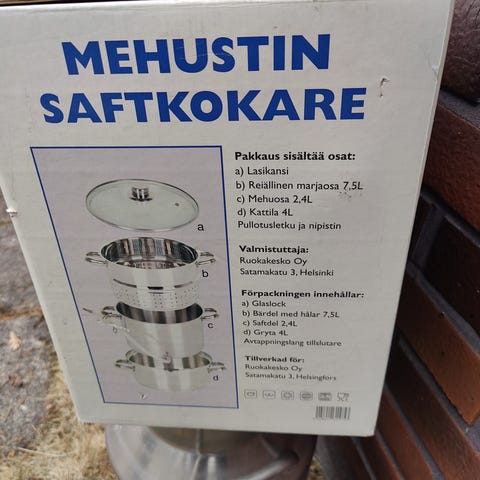 MEHUSTIN
SAFTKOKARE
Pakkaus sisältää osat:
a) Lasikansi
b) Reiällinen marjaosa 7,5L
c) Mehuosa 2,4L
d) Kattila 4L
Pullotusletku ja nipistin
Valmistuttaja:
Ruokakesko Oy
Satamakatu 3, Helsinki
Förpackningen innehållar:
a) Glaslock
b) Bärdel med hålar 7,5L
c) Saftdel 2,4L
d) Gryta 4L
Avtappningslang tillslutare
Tillverkad för:
Ruokakesko Oy
Satamakatu 3, Helsingfors
a
b
c
d